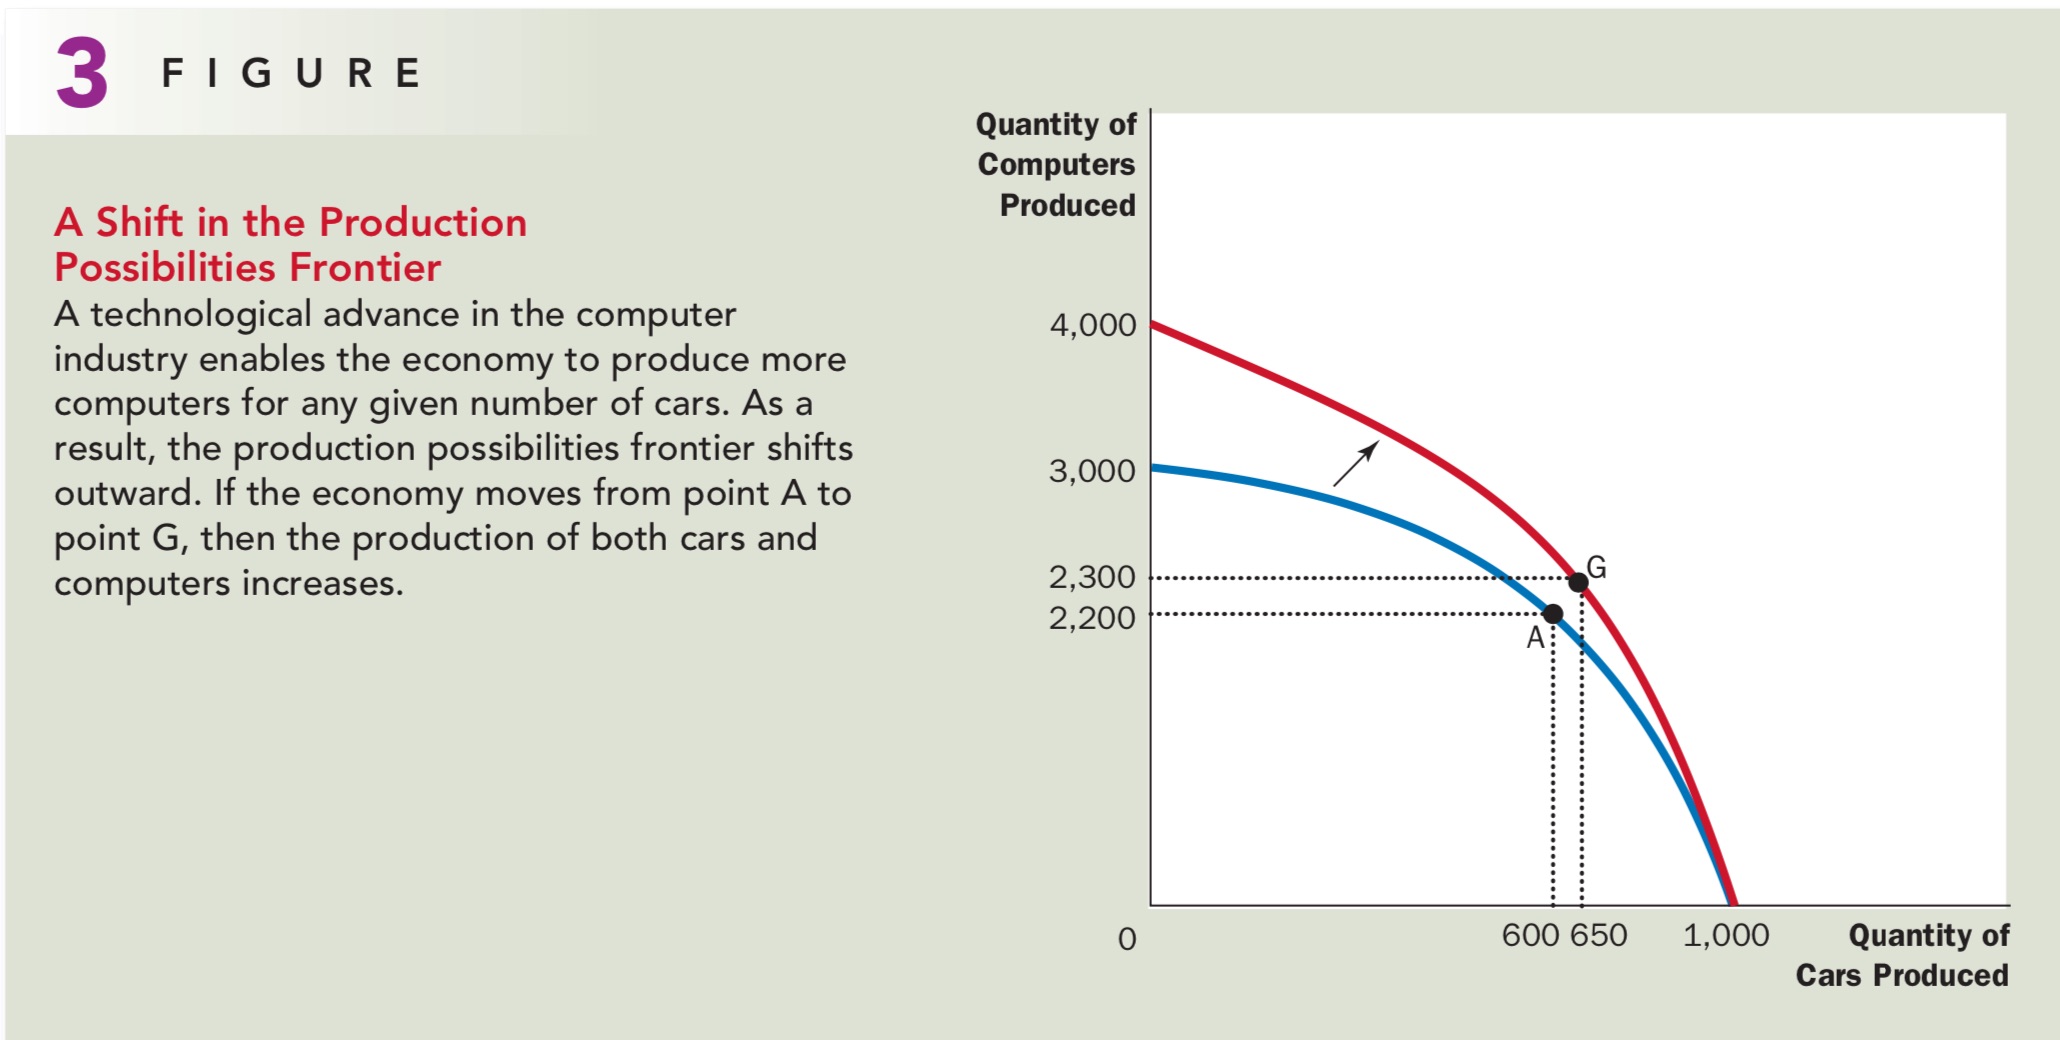 3 FIGURE
A Shift in the Production
Possibilities Frontier
A technological advance in the computer
industry enables the economy to produce more
computers for any given number of cars. As a
result, the production possibilities frontier shifts
outward. If the economy moves from point A to
point G, then the production of both cars and
computers increases.
Quantity of
Computers
Produced
4,000
3,000
2,300
2,200
G
A
0
600 650 1,000
Quantity of
Cars Produced